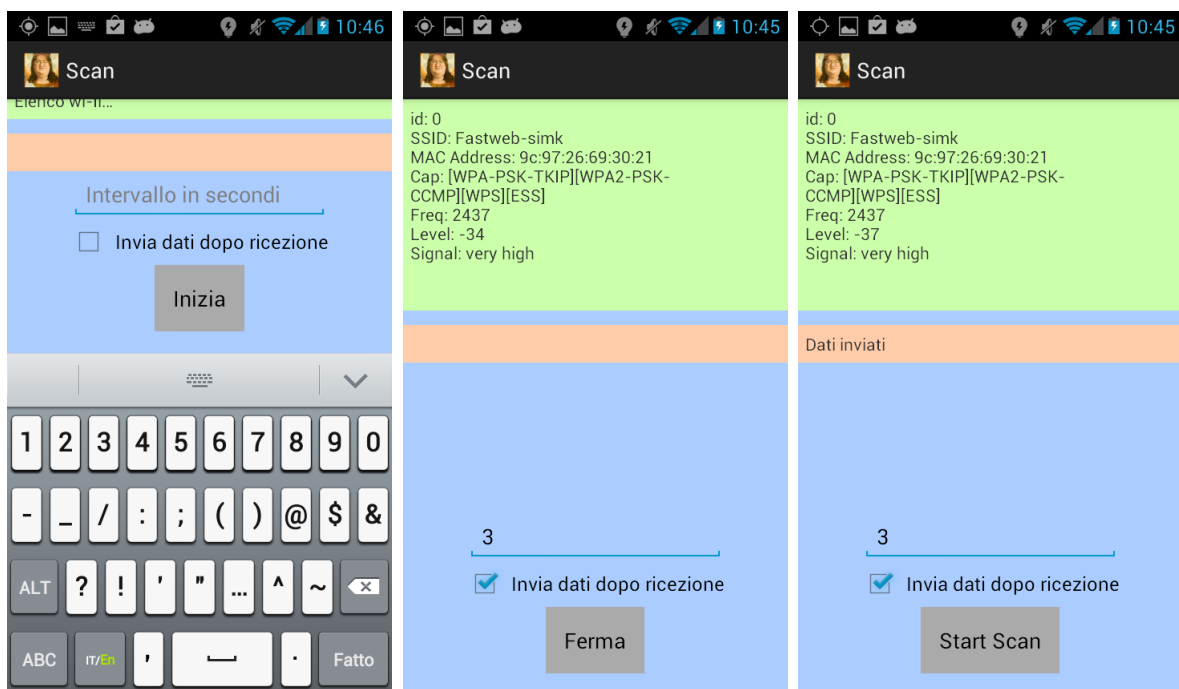 10:46
Scan
Elenco wi-fi...
Intervallo in secondi
Invia dati dopo ricezione
Inizia
1 2 3 4 5 6 7 8 9 0
- _ / : ; ( ) @ $ &
ALT ? ! ' " ... ^ ~
ABC IT/En , . Fatto
10:45
Scan
id: 0
SSID: Fastweb-simk
MAC Address: 9c:97:26:69:30:21
Cap: [WPA-PSK-TKIP][WPA2-PSK-
CCMP][WPS][ESS]
Freq: 2437
Level: -34
Signal: very high
3
Invia dati dopo ricezione
Ferma
10:45
Scan
id: 0
SSID: Fastweb-simk
MAC Address: 9c:97:26:69:30:21
Cap: [WPA-PSK-TKIP][WPA2-PSK-
CCMP][WPS][ESS]
Freq: 2437
Level: -37
Signal: very high
Dati inviati
3
Invia dati dopo ricezione
Start Scan